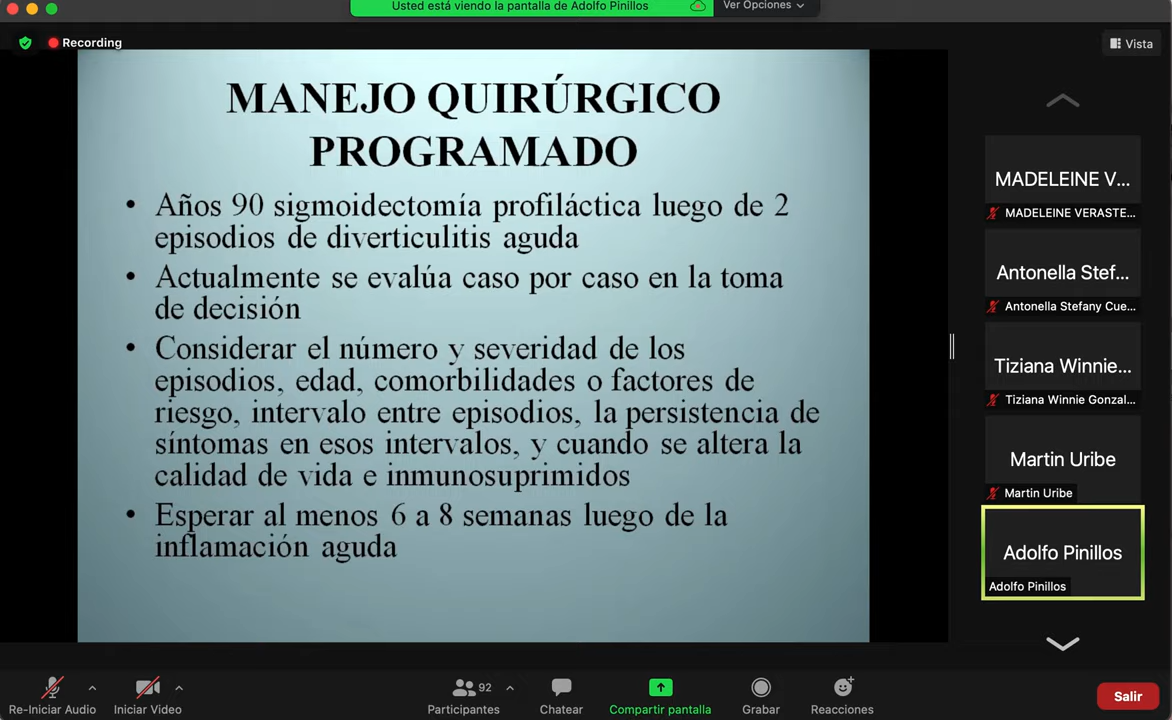 Usted está viendo la pantalla de Adolfo Pinillos
Ver Opciones
Recording
Vista
MANEJO QUIRÚRGICO
PROGRAMADO
• Años 90 sigmoidectomía profiláctica luego de 2
episodios de diverticulitis aguda
• Actualmente se evalúa caso por caso en la toma
de decisión
• Considerar el número y severidad de los
episodios, edad, comorbilidades o factores de
riesgo, intervalo entre episodios, la persistencia de
síntomas en esos intervalos, y cuando se altera la
calidad de vida e inmunosuprimidos
• Esperar al menos 6 a 8 semanas luego de la
inflamación aguda
MADELEINE V...
MADELEINE VERASTE...
Antonella Stef...
Antonella Stefany Cue...
Tiziana Winnie...
Tiziana Winnie Gonzal...
Martin Uribe
Martin Uribe
Adolfo Pinillos
Adolfo Pinillos
Re-Iniciar Audio
Iniciar Video
92
Participantes
Chatear
Compartir pantalla
Grabar
Reacciones
Salir